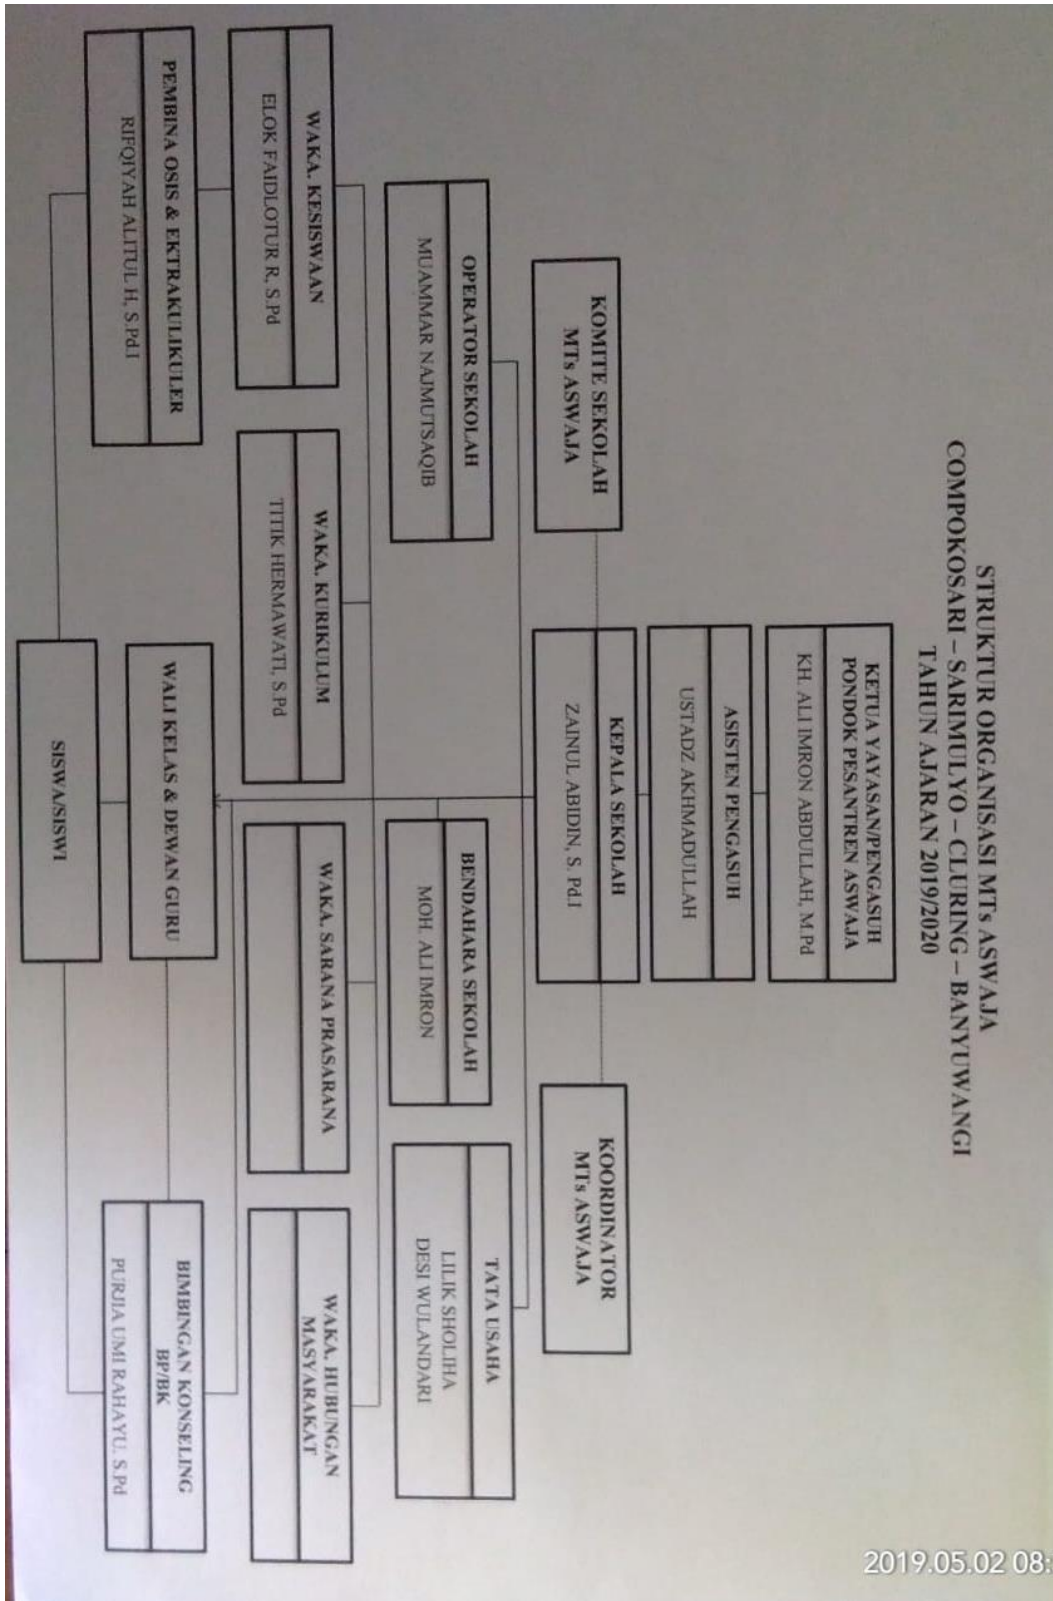 STRUKTUR ORGANISASI MTs ASWAJA
COMPOKOSARI – SARIMULYO – CLURING – BANYUWANGI
TAHUN AJARAN 2019/2020
KETUA YAYASAN/PENGASUH
PONDOK PESANTREN ASWAJA
KH. ALI IMRON ABDULLAH, M.Pd
ASISTEN PENGASUH
USTADZ AKHMADULLAH
KOMITE SEKOLAH
MTs ASWAJA
KEPALA SEKOLAH
ZAINUL ABIDIN, S. Pd.I
KOORDINATOR
MTs ASWAJA
OPERATOR SEKOLAH
MUAMMAR NAJMUTSAQIB
BENDAHARA SEKOLAH
MOH. ALI IMRON
TATA USAHA
LILIK SHOLIHA
DESI WULANDARI
WAKA. KESISWAAN
ELOK FAIDLOTUR R, S.Pd
WAKA. KURIKULUM
TITIK HERMAWATI, S.Pd
WAKA. SARANA PRASARANA
WAKA. HUBUNGAN
MASYARAKAT
PEMBINA OSIS & EKTRAKULIKULER
RIFQIYAH ALITUL H, S.Pd.I
WALI KELAS & DEWAN GURU
BIMBINGAN KONSELING
BP/BK
PURJIA UMI RAHAYU. S.Pd
SISWA/SISWI
2019.05.02 08: